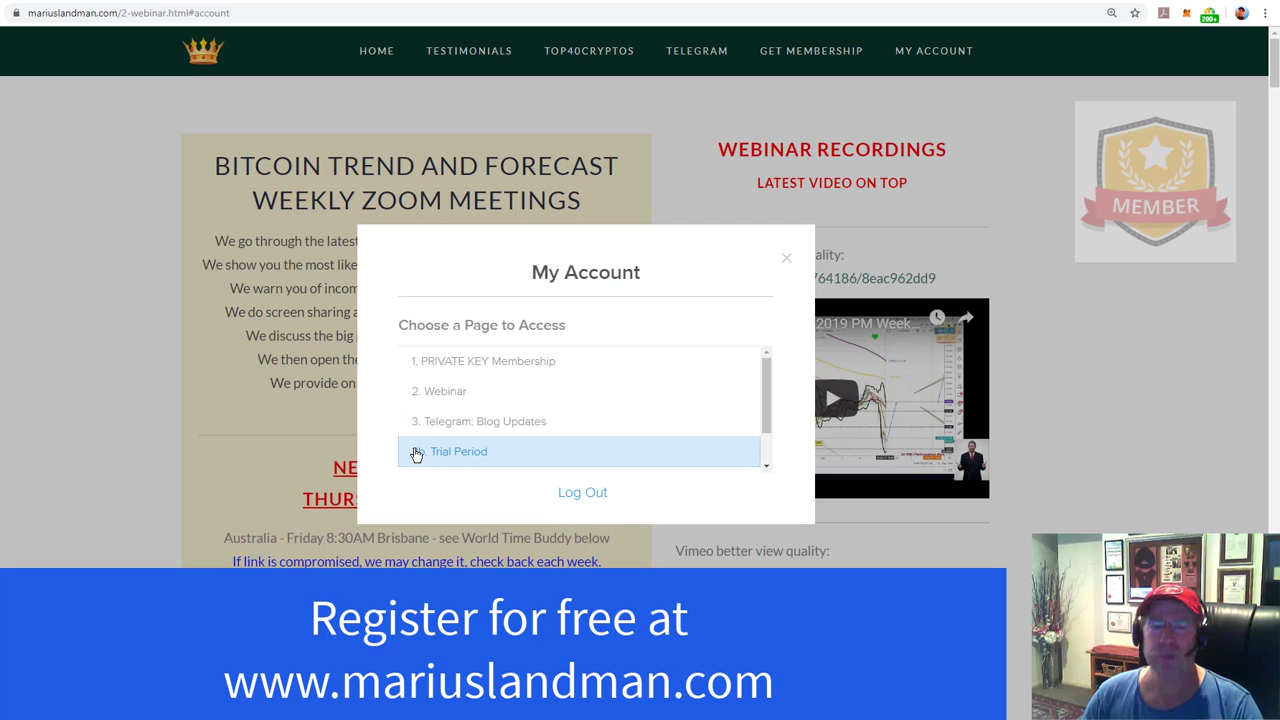 mariuslandman.com/2-webinar.html#account
200+
HOME
TESTIMONIALS
TOP40CRYPTOS
TELEGRAM
GET MEMBERSHIP
MY ACCOUNT
BITCOIN TREND AND FORECAST
WEEKLY ZOOM MEETINGS
We go through the latest
We show you the most like
We warn you of incom
We do screen sharing a
We discuss the big
We then open the
We provide on
NE
THUR
Australia - Friday 8:30AM Brisbane - see World Time Buddy below
If link is compromised, we may change it, check back each week.
WEBINAR RECORDINGS
LATEST VIDEO ON TOP
ality:
764186/8eac962dd9
2019 PM Week...
Vimeo better view quality:
MEMBER
My Account
×
Choose a Page to Access
1. PRIVATE KEY Membership
2. Webinar
3. Telegram: Blog Updates
Trial Period
Log Out
Register for free at
www.mariuslandman.com